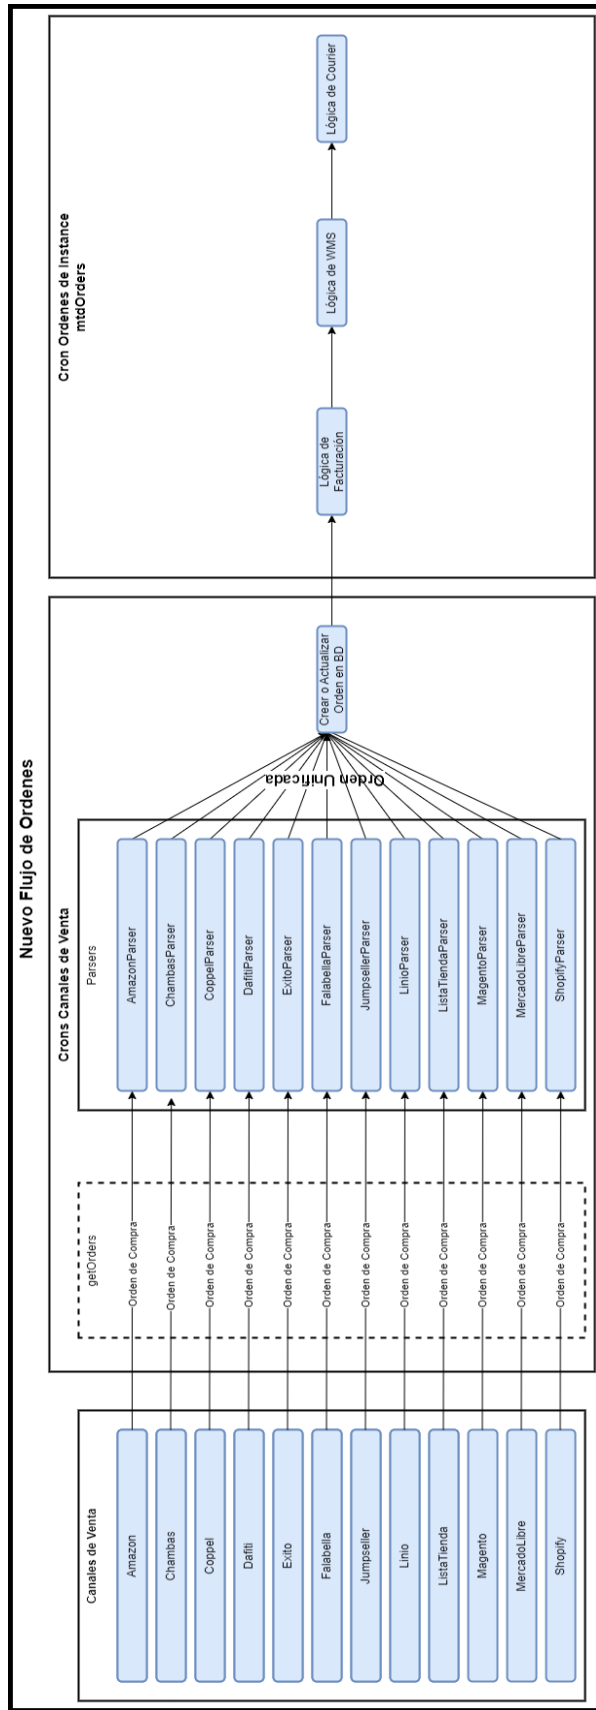 Nuevo Flujo de Ordenes
Canales de Venta
Amazon
Chambas
Coppel
Dafiti
Exito
Falabella
Jumpseller
Linio
ListaTienda
Magento
MercadoLibre
Shopify
Crons Canales de Venta
getOrders
Orden de Compra
Orden de Compra
Orden de Compra
Orden de Compra
Orden de Compra
Orden de Compra
Orden de Compra
Orden de Compra
Orden de Compra
Orden de Compra
Orden de Compra
Orden de Compra
Parsers
AmazonParser
ChambasParser
CoppelParser
DafitiParser
ExitoParser
FalabellaParser
JumpsellerParser
LinioParser
ListaTiendaParser
MagentoParser
MercadoLibreParser
ShopifyParser
Orden Unificada
Crear o Actualizar
Orden en BD
Cron Ordenes de Instance
mtdOrders
Lógica de
Facturación
Lógica de WMS
Lógica de Courier